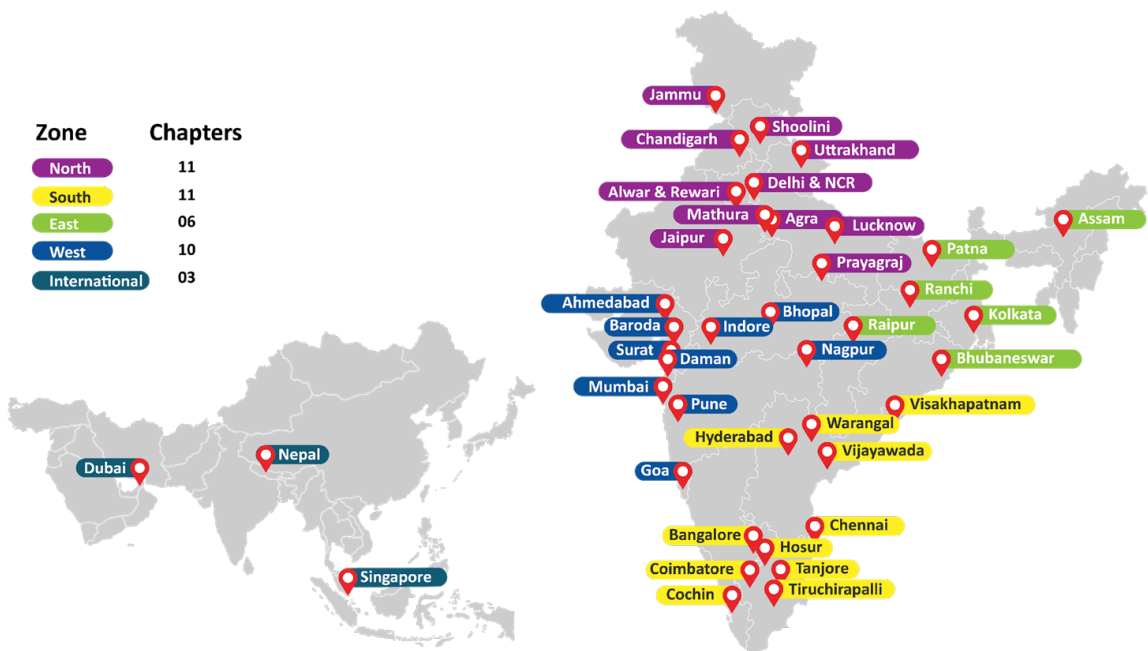 Zone Chapters
North 11
South 11
East 06
West 10
International 03
Jammu
Shoolini
Chandigarh
Uttrakhand
Delhi & NCR
Alwar & Rewari
Mathura
Agra
Lucknow
Assam
Jaipur
Patna
Prayagraj
Ranchi
Ahmedabad
Bhopal
Kolkata
Baroda
Indore
Raipur
Surat
Daman
Nagpur
Bhubaneswar
Mumbai
Pune
Visakhapatnam
Warangal
Hyderabad
Vijayawada
Goa
Chennai
Bangalore
Hosur
Coimbatore
Tanjore
Cochin
Tiruchirapalli
Nepal
Dubai
Singapore